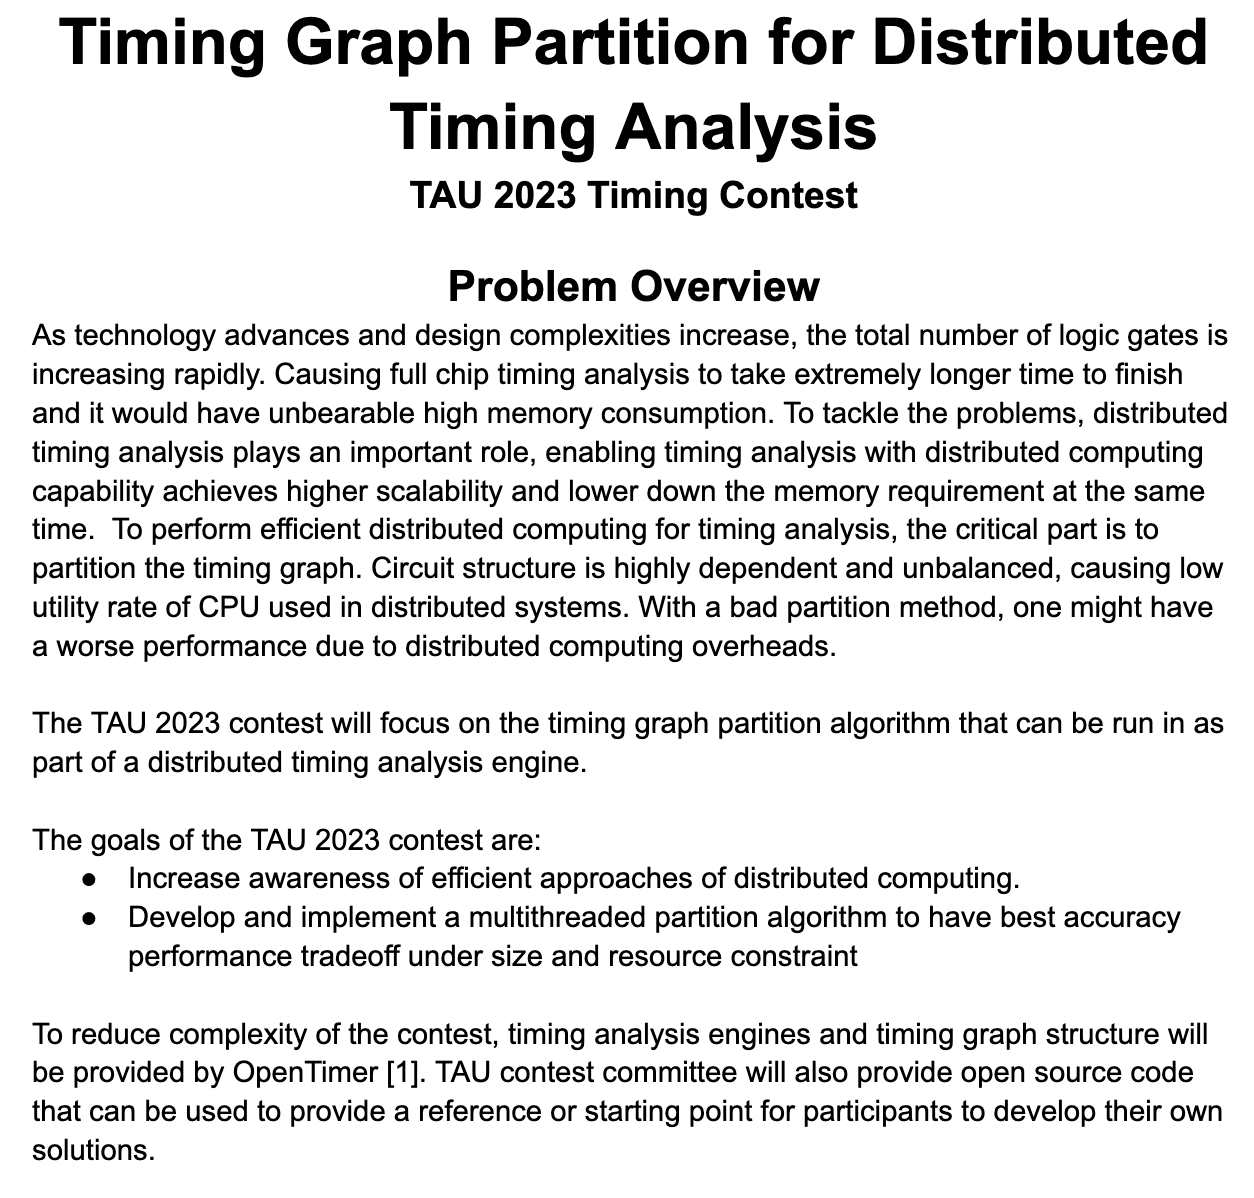 Timing Graph Partition for Distributed
Timing Analysis
TAU 2023 Timing Contest
Problem Overview
As technology advances and design complexities increase, the total number of logic gates is
increasing rapidly. Causing full chip timing analysis to take extremely longer time to finish
and it would have unbearable high memory consumption. To tackle the problems, distributed
timing analysis plays an important role, enabling timing analysis with distributed computing
capability achieves higher scalability and lower down the memory requirement at the same
time.  To perform efficient distributed computing for timing analysis, the critical part is to
partition the timing graph. Circuit structure is highly dependent and unbalanced, causing low
utility rate of CPU used in distributed systems. With a bad partition method, one might have
a worse performance due to distributed computing overheads.
The TAU 2023 contest will focus on the timing graph partition algorithm that can be run in as
part of a distributed timing analysis engine.
The goals of the TAU 2023 contest are:
● Increase awareness of efficient approaches of distributed computing.
● Develop and implement a multithreaded partition algorithm to have best accuracy
performance tradeoff under size and resource constraint
To reduce complexity of the contest, timing analysis engines and timing graph structure will
be provided by OpenTimer [1]. TAU contest committee will also provide open source code
that can be used to provide a reference or starting point for participants to develop their own
solutions.